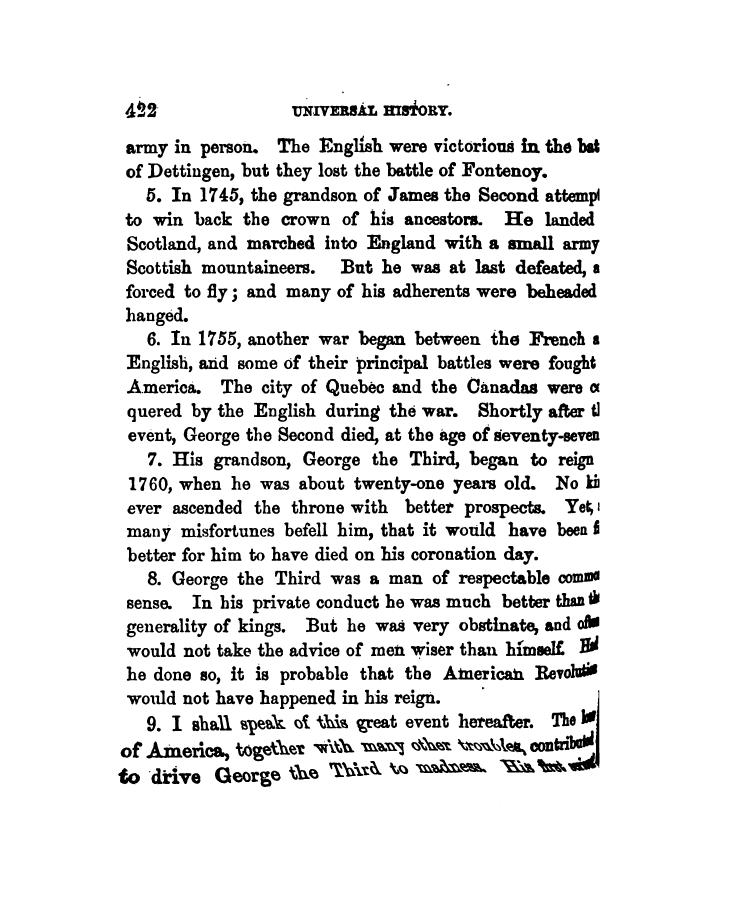 422 UNIVERSAL HISTORY.
army in person. The English were victorious in the bat
of Dettingen, but they lost the battle of Fontenoy.
5. In 1745, the grandson of James the Second attempt
to win back the crown of his ancestors. He landed
Scotland, and marched into England with a small army
Scottish mountaineers. But he was at last defeated, a
forced to fly; and many of his adherents were beheaded
hanged.
6. In 1755, another war began between the French a
English, and some of their principal battles were fought
America. The city of Quebec and the Canadas were co
quered by the English during the war. Shortly after t
event, George the Second died, at the age of seventy-seven
7. His grandson, George the Third, began to reign
1760, when he was about twenty-one years old. No ki
ever ascended the throne with better prospects. Yet,
many misfortunes befell him, that it would have been f
better for him to have died on his coronation day.
8. George the Third was a man of respectable commo
sense. In his private conduct he was much better than th
generality of kings. But he was very obstinate, and often
would not take the advice of men wiser than himself. Had
he done so, it is probable that the American Revolution
would not have happened in his reign.
9. I shall speak of this great event hereafter. The loss
of America, together with many other troubles, contributed
to drive George the Third to madness. His first